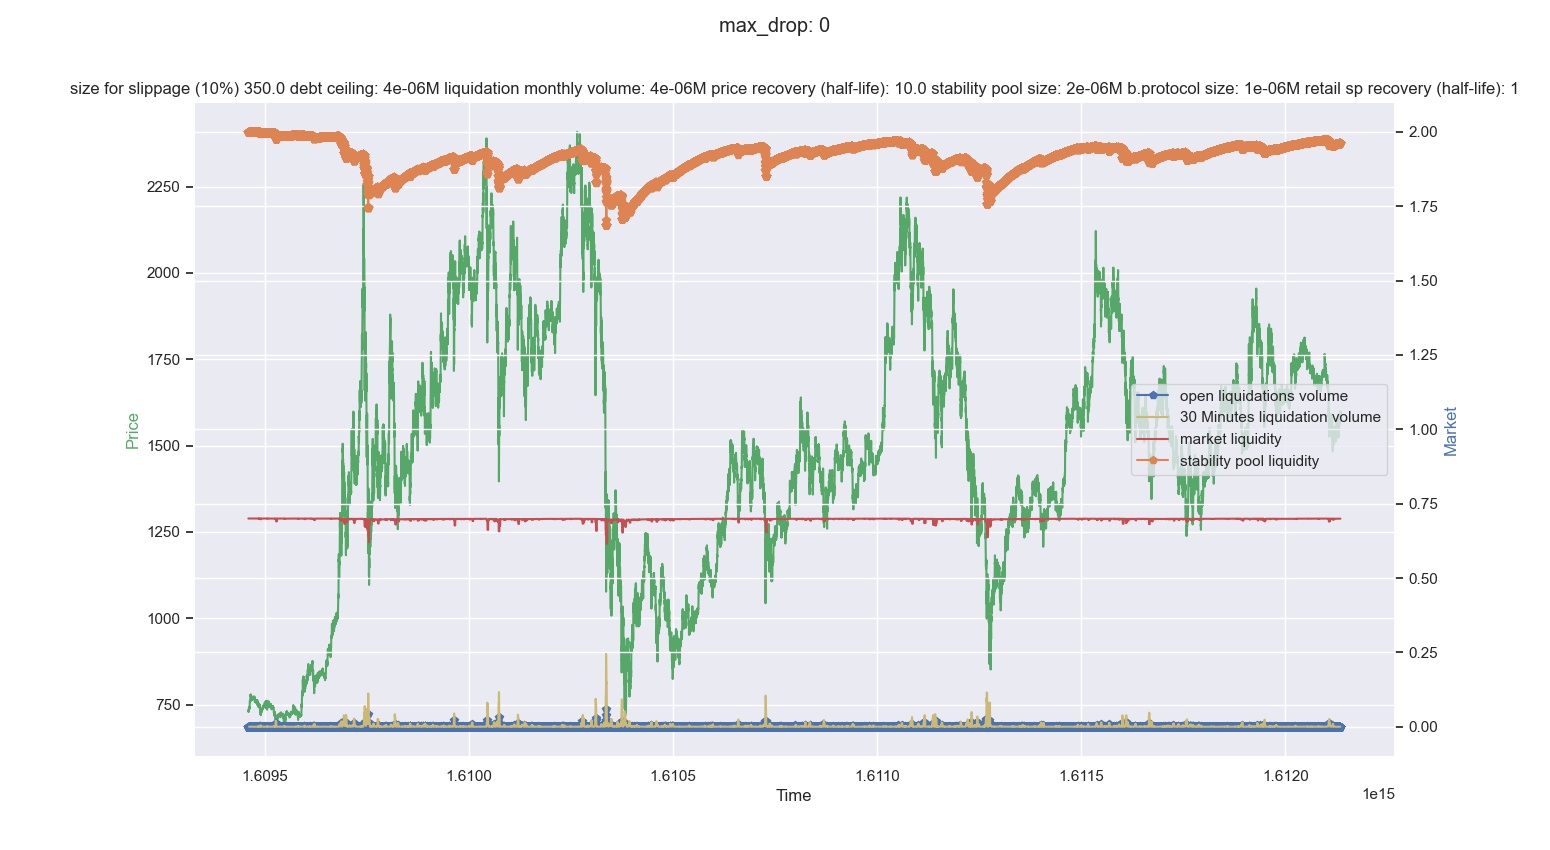 max_drop: 0
size for slippage (10%) 350.0 debt ceiling: 4e-06M liquidation monthly volume: 4e-06M price recovery (half-life): 10.0 stability pool size: 2e-06M b.protocol size: 1e-06M retail sp recovery (half-life): 1
2.00
2250
1.75
2000
1.50
1750
1.25
open liquidations volume
30 Minutes liquidation volume
market liquidity
stability pool liquidity
Price
1.00
Market
1500
0.75
1250
0.50
1000
0.25
750
0.00
1.6095
1.6100
1.6105
1.6110
1.6115
1.6120
Time
1e15